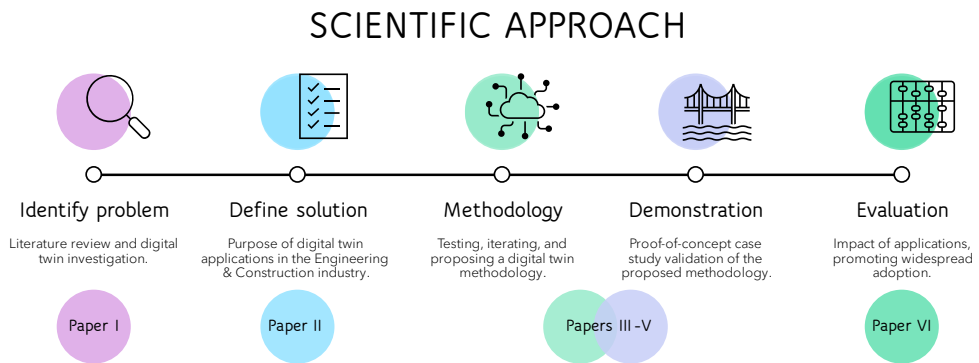 SCIENTIFIC APPROACH
Identify problem
Literature review and digital
twin investigation.
Paper I
Define solution
Purpose of digital twin
applications in the Engineering
& Construction industry.
Paper II
Methodology
Testing, iterating, and
proposing a digital twin
methodology.
Demonstration
Proof-of-concept case
study validation of the
proposed methodology.
Papers III-V
Evaluation
Impact of applications,
promoting widespread
adoption.
Paper VI